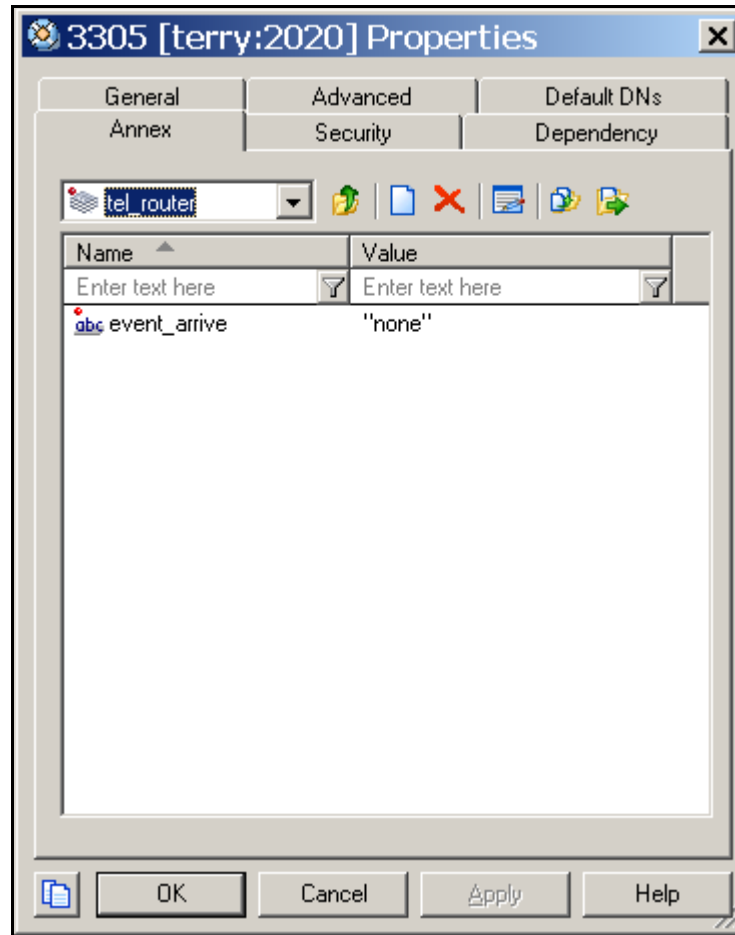 3305 [terry:2020] Properties
General Advanced Default DNs
Annex Security Dependency
tel_router
Name Value
Enter text here Enter text here
abc event_arrive "none"
OK Cancel Apply Help